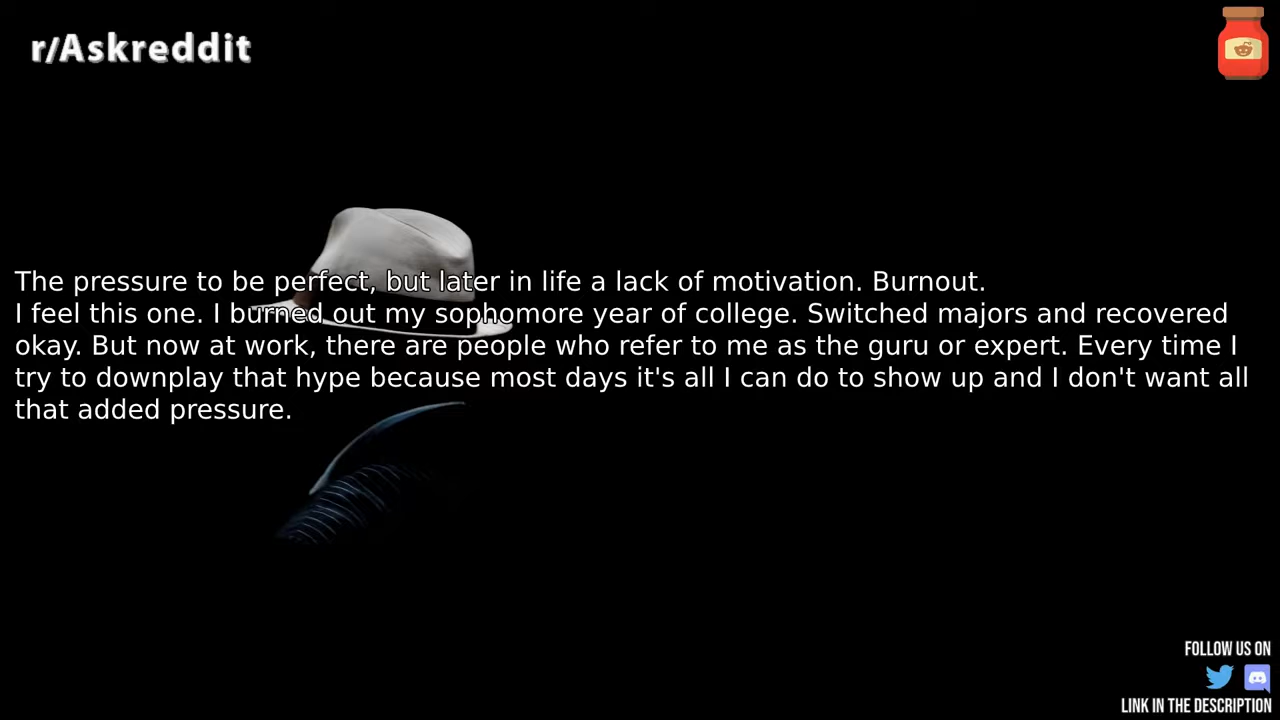 r/Askreddit
The pressure to be perfect, but later in life a lack of motivation. Burnout.
I feel this one. I burned out my sophomore year of college. Switched majors and recovered
okay. But now at work, there are people who refer to me as the guru or expert. Every time I
try to downplay that hype because most days it's all I can do to show up and I don't want all
that added pressure.
FOLLOW US ON
LINK IN THE DESCRIPTION